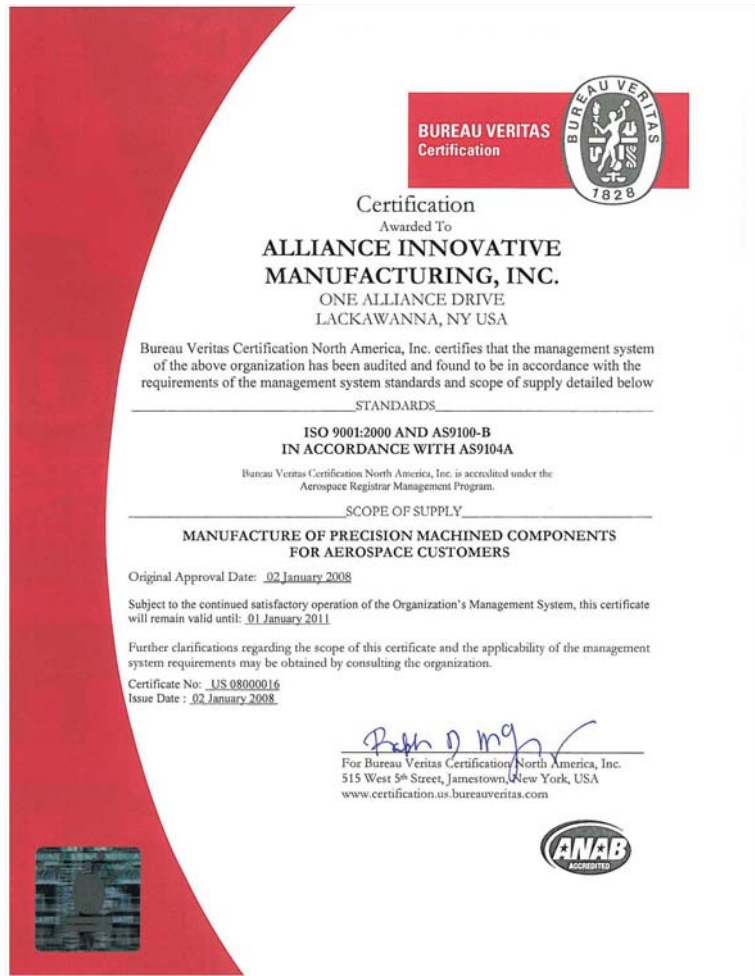 BUREAU VERITAS
Certification
BUREAU VERITAS
1828
Certification
Awarded To
ALLIANCE INNOVATIVE
MANUFACTURING, INC.
ONE ALLIANCE DRIVE
LACKAWANNA, NY USA
Bureau Veritas Certification North America, Inc. certifies that the management system
of the above organization has been audited and found to be in accordance with the
requirements of the management system standards and scope of supply detailed below
STANDARDS
ISO 9001:2000 AND AS9100-B
IN ACCORDANCE WITH AS9104A
Bureau Veritas Certification North America, Inc. is accredited under the
Aerospace Registrar Management Program.
SCOPE OF SUPPLY
MANUFACTURE OF PRECISION MACHINED COMPONENTS
FOR AEROSPACE CUSTOMERS
Original Approval Date: 02 January 2008
Subject to the continued satisfactory operation of the Organization's Management System, this certificate
will remain valid until: 01 January 2011
Further clarifications regarding the scope of this certificate and the applicability of the management
system requirements may be obtained by consulting the organization.
Certificate No: US 08000016
Issue Date : 02 January 2008
For Bureau Veritas Certification North America, Inc.
515 West 5th Street, Jamestown, New York, USA
www.certification.us.bureauveritas.com
ANAB
ACCREDITED